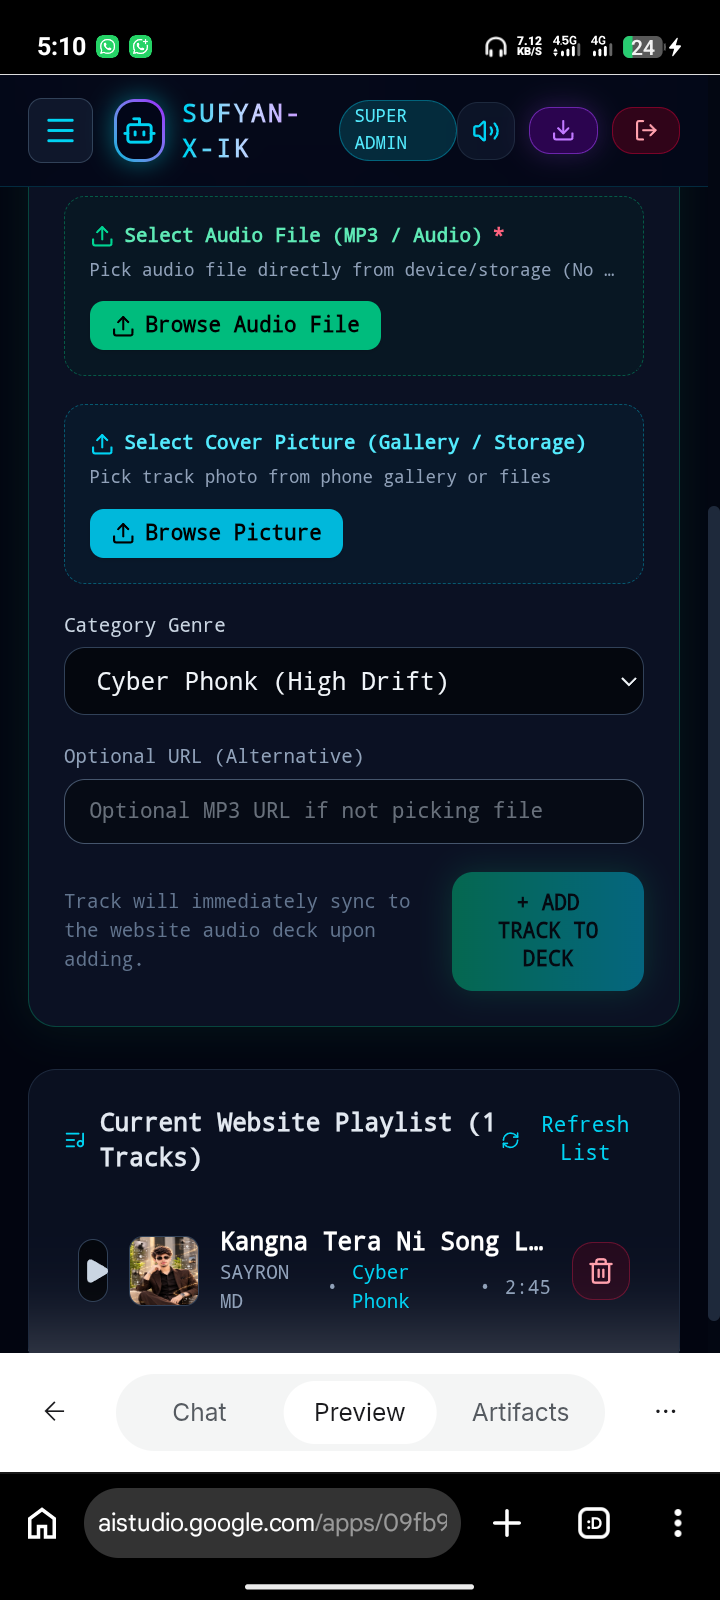 5:10
7.12
KB/S
4.5G
4G
24
SUFYAN-
X-IK
SUPER
ADMIN
Select Audio File (MP3 / Audio) *
Pick audio file directly from device/storage (No …
Browse Audio File
Select Cover Picture (Gallery / Storage)
Pick track photo from phone gallery or files
Browse Picture
Category Genre
Cyber Phonk (High Drift)
Optional URL (Alternative)
Optional MP3 URL if not picking file
Track will immediately sync to
the website audio deck upon
adding.
+ ADD
TRACK TO
DECK
Current Website Playlist (1
Tracks)
Refresh
List
Kangna Tera Ni Song L…
SAYRON
MD
•
Cyber
Phonk
• 2:45
Chat
Preview
Artifacts
aistudio.google.com/apps/09fb9
:D